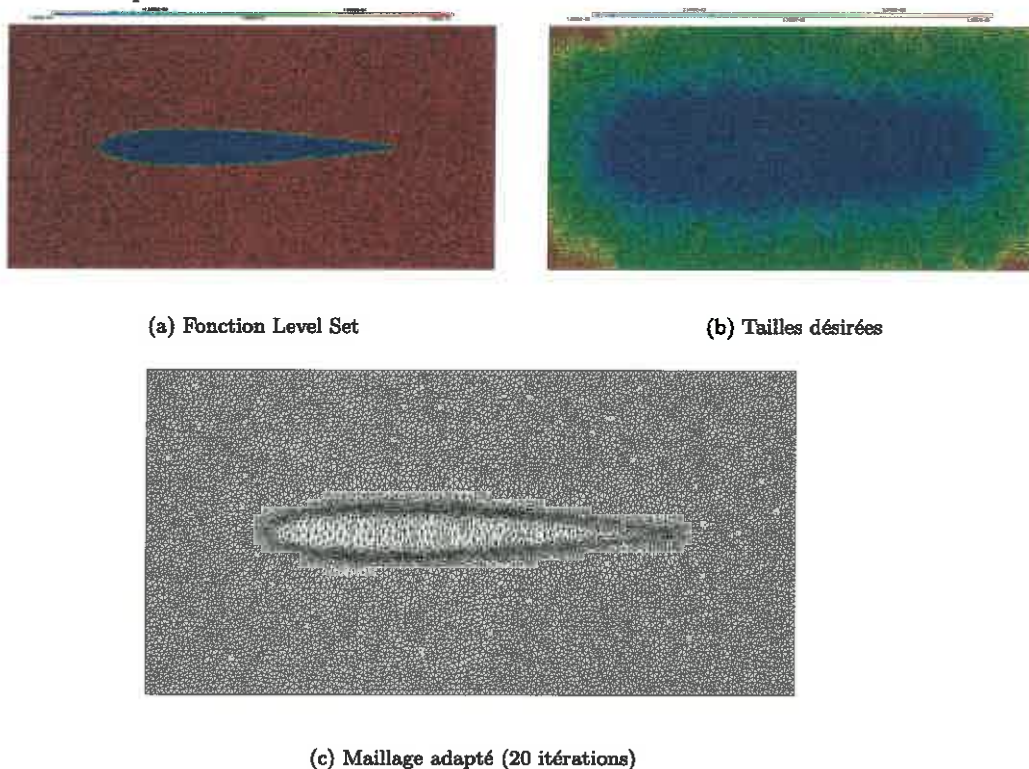 (a) Fonction Level Set
(b) Tailles désirées
(c) Maillage adapté (20 itérations)